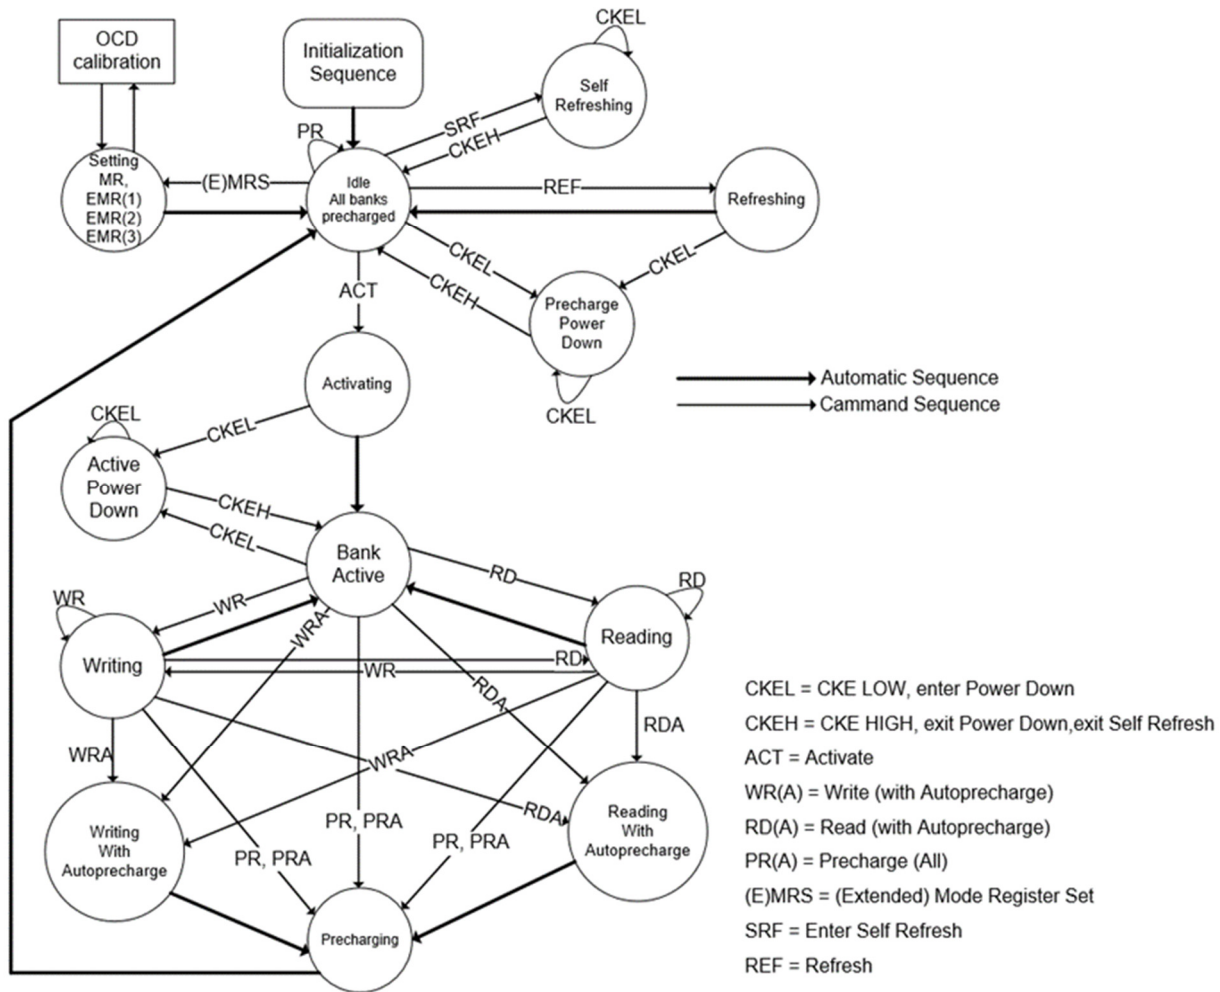 OCD
calibration
Initialization
Sequence
CKEL
Self
Refreshing
PR
SRF
CKEH
Setting
MR,
EMR(1)
EMR(2)
EMR(3)
(E)MRS
Idle
All banks
precharged
REF
Refreshing
CKEL
CKEH
CKEL
ACT
Precharge
Power
Down
CKEL
Activating
Automatic Sequence
Cammand Sequence
CKEL
CKEL
Active
Power
Down
CKEH
CKEL
Bank
Active
RD
RD
WR
WR
WRA
Reading
Writing
RD
WR
RDA
RDA
WRA
WRA
RDA
PR, PRA
PR, PRA
PR, PRA
Writing
With
Autoprecharge
Reading
With
Autoprecharge
Precharging
CKEL = CKE LOW, enter Power Down
CKEH = CKE HIGH, exit Power Down,exit Self Refresh
ACT = Activate
WR(A) = Write (with Autoprecharge)
RD(A) = Read (with Autoprecharge)
PR(A) = Precharge (All)
(E)MRS = (Extended) Mode Register Set
SRF = Enter Self Refresh
REF = Refresh